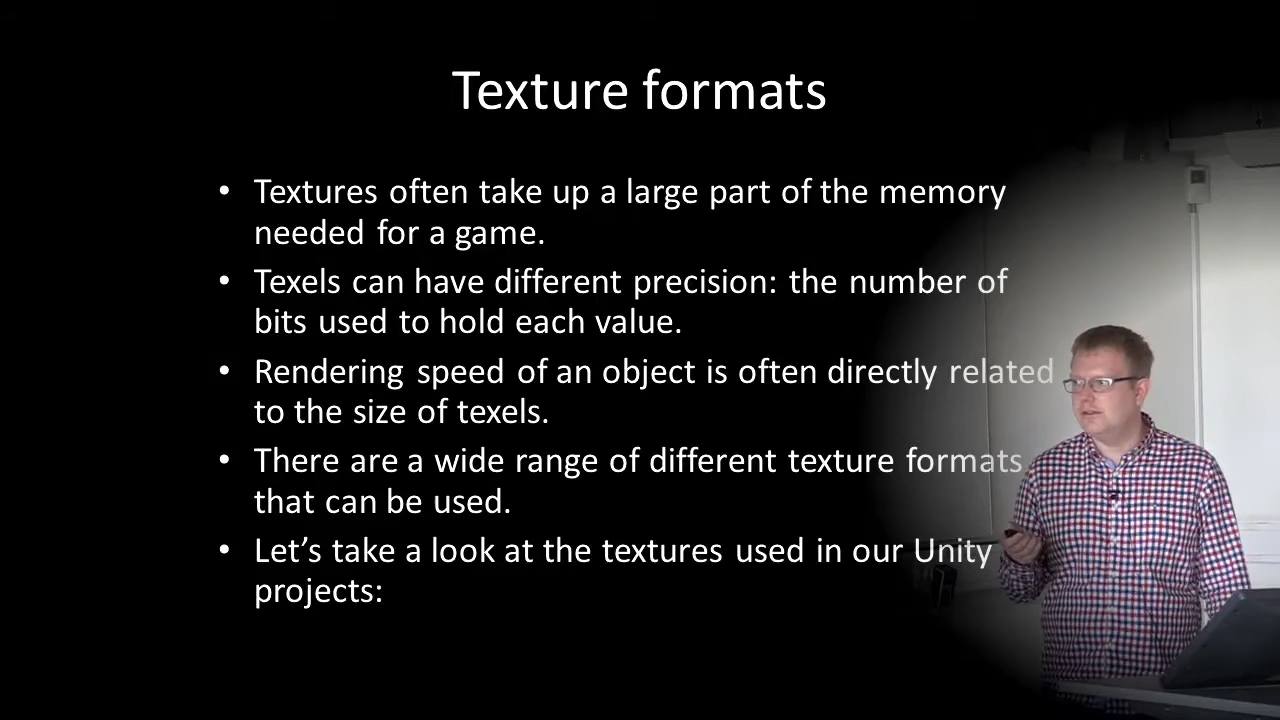 Texture formats
• Textures often take up a large part of the memory
needed for a game.
• Texels can have different precision: the number of
bits used to hold each value.
• Rendering speed of an object is often directly related
to the size of texels.
• There are a wide range of different texture formats
that can be used.
• Let’s take a look at the textures used in our Unity
projects: